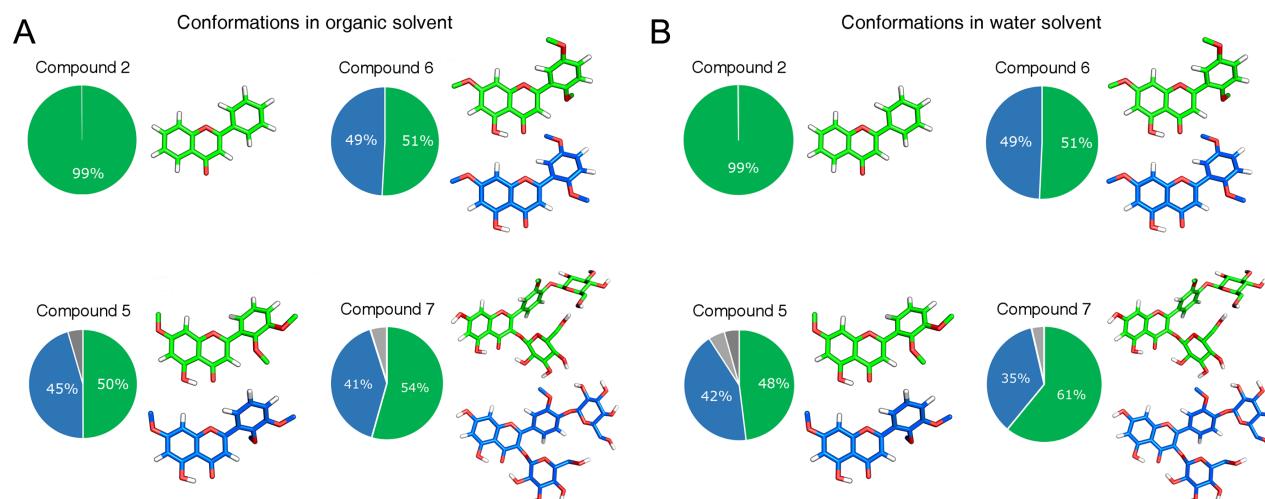 A
Conformations in organic solvent
Compound 2
99%
Compound 6
49%
51%
Compound 5
45%
50%
Compound 7
41%
54%
B
Conformations in water solvent
Compound 2
99%
Compound 6
49%
51%
Compound 5
42%
48%
Compound 7
35%
61%